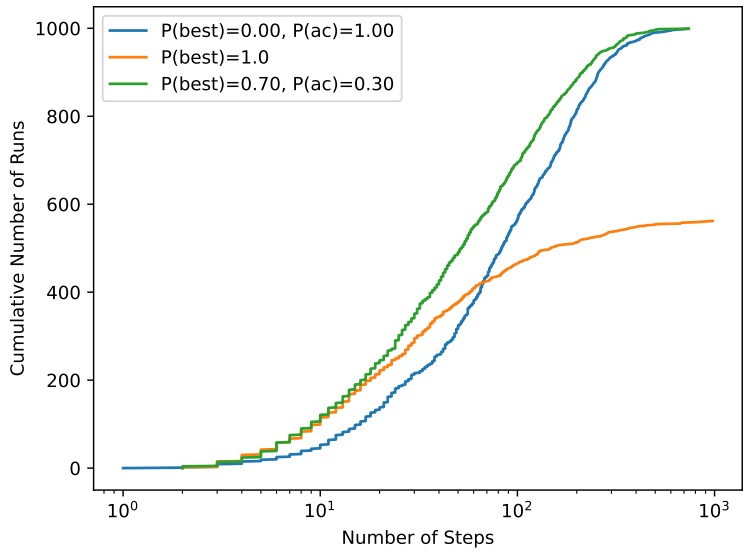 P(best)=0.00, P(ac)=1.00
P(best)=1.0
P(best)=0.70, P(ac)=0.30
Cumulative Number of Runs
1000
800
600
400
200
0
10⁰ 10¹ 10² 10³
Number of Steps